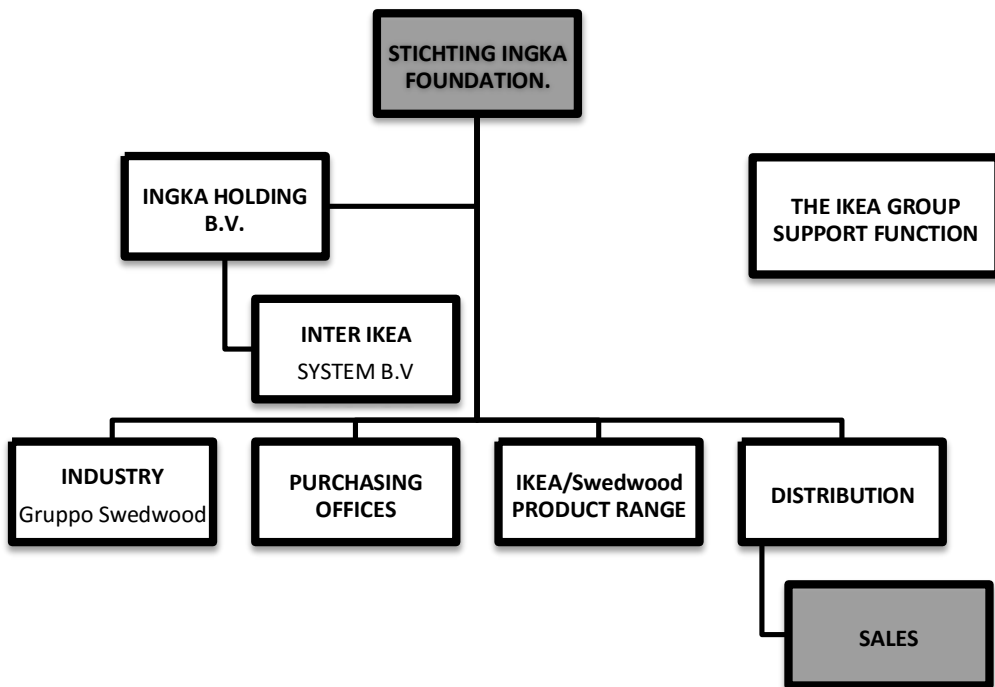 STICHTING INGKA
FOUNDATION.
INGKA HOLDING
B.V.
THE IKEA GROUP
SUPPORT FUNCTION
INTER IKEA
SYSTEM B.V
INDUSTRY
Gruppo Swedwood
PURCHASING
OFFICES
IKEA/Swedwood
PRODUCT RANGE
DISTRIBUTION
SALES